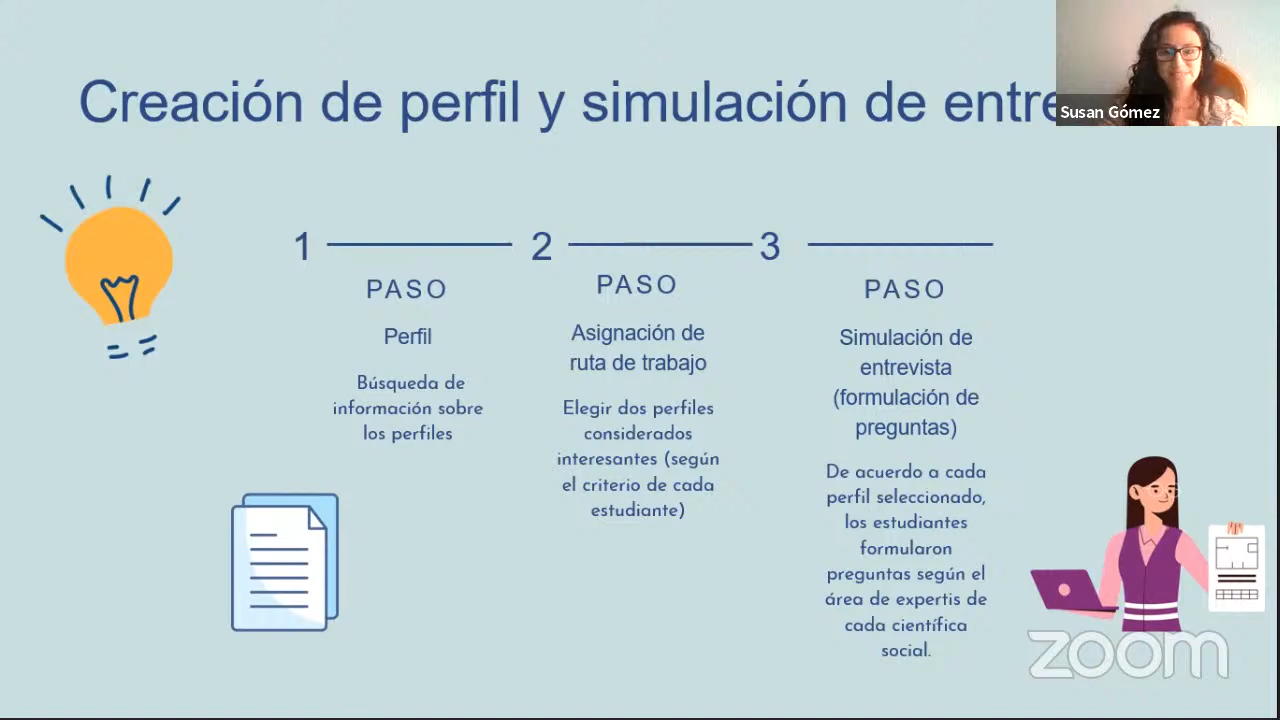 Creación de perfil y simulación de
Susan Gómez
1
2
3
PASO
Perfil
Búsqueda de
información sobre
los perfiles
PASO
Asignación de
ruta de trabajo
Elegir dos perfiles
considerados
interesantes (según
el criterio de cada
estudiante)
PASO
Simulación de
entrevista
(formulación de
preguntas)
De acuerdo a cada
perfil seleccionado,
los estudiantes
formularon
preguntas según el
área de expertis de
cada científica
social.
zoom